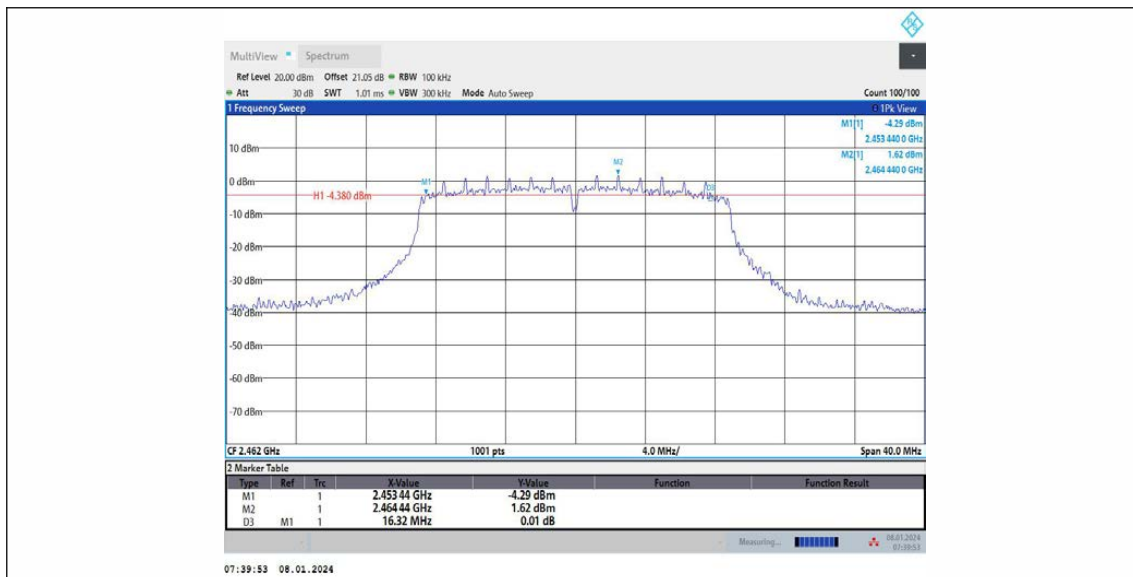 MultiView Spectrum
Ref Level 20.00 dBm Offset 21.05 dB RBW 100 kHz
Att 30 dB SWT 1.01 ms VBW 300 kHz Mode Auto Sweep Count 100/100
1 Frequency Sweep 1Pk View
M1[1] -4.29 dBm
2.453 440 0 GHz
M2[1] 1.62 dBm
2.464 440 0 GHz
10 dBm
M2
0 dBm
M1
D3
H1 -4.380 dBm
-10 dBm
-20 dBm
-30 dBm
-40 dBm
-50 dBm
-60 dBm
-70 dBm
CF 2.462 GHz 1001 pts 4.0 MHz/ Span 40.0 MHz
2 Marker Table
Type Ref Trc X-Value Y-Value Function Function Result
M1 1 2.453 44 GHz -4.29 dBm
M2 1 2.464 44 GHz 1.62 dBm
D3 M1 1 16.32 MHz 0.01 dB
Measuring... 08.01.2024
07:39:53
07:39:53 08.01.2024